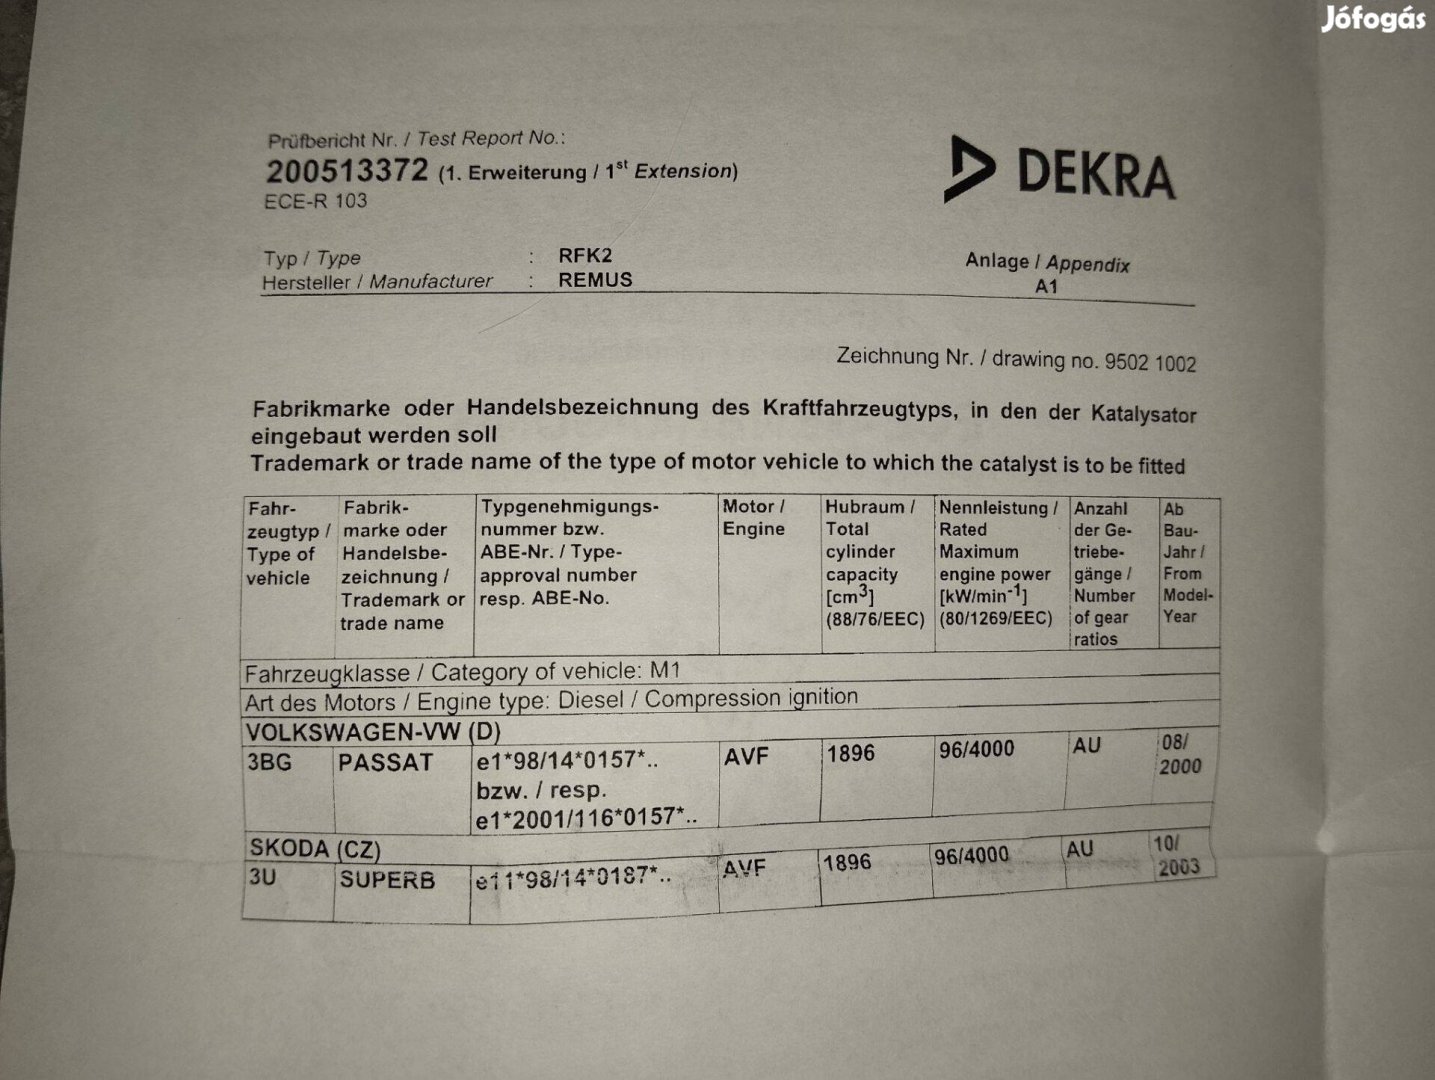 Jófogás
Prüfbericht Nr. / Test Report No.:
200513372 (1. Erweiterung / 1st Extension)
ECE-R 103
DEKRA
Typ / Type : RFK2
Hersteller / Manufacturer : REMUS
Anlage / Appendix
A1
Zeichnung Nr. / drawing no. 9502 1002
Fabrikmarke oder Handelsbezeichnung des Kraftfahrzeugtyps, in den der Katalysator
eingebaut werden soll
Trademark or trade name of the type of motor vehicle to which the catalyst is to be fitted
Fahr-
zeugtyp /
Type of
vehicle
Fabrik-
marke oder
Handelsbe-
zeichnung /
Trademark or
trade name
Typgenehmigungs-
nummer bzw.
ABE-Nr. / Type-
approval number
resp. ABE-No.
Motor /
Engine
Hubraum /
Total
cylinder
capacity
[cm3]
(88/76/EEC)
Nennleistung /
Rated
Maximum
engine power
[kW/min-1]
(80/1269/EEC)
Anzahl
der Ge-
triebe-
gänge /
Number
of gear
ratios
Ab
Bau-
Jahr /
From
Model-
Year
Fahrzeugklasse / Category of vehicle: M1
Art des Motors / Engine type: Diesel / Compression ignition
VOLKSWAGEN-VW (D)
3BG PASSAT e1*98/14*0157*.. AVF 1896 96/4000 AU 08/
bzw. / resp. 2000
e1*2001/116*0157*..
SKODA (CZ)
3U SUPERB e11*98/14*0187*.. AVF 1896 96/4000 AU 10/
2003